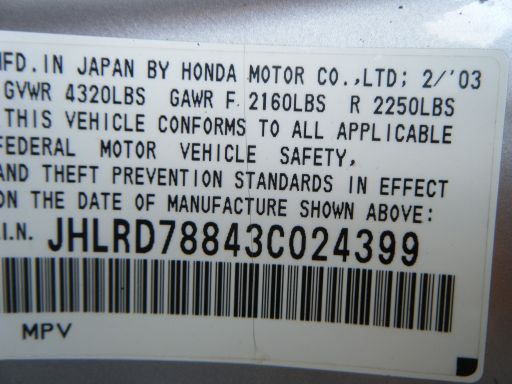 MFD. IN JAPAN BY HONDA MOTOR CO.,LTD; 2/'03
GVWR 4320LBS GAWR F 2160LBS R 2250LBS
THIS VEHICLE CONFORMS TO ALL APPLICABLE
FEDERAL MOTOR VEHICLE SAFETY,
AND THEFT PREVENTION STANDARDS IN EFFECT
ON THE DATE OF MANUFACTURE SHOWN ABOVE:
.I.N. JHLRD78843C024399
MPV